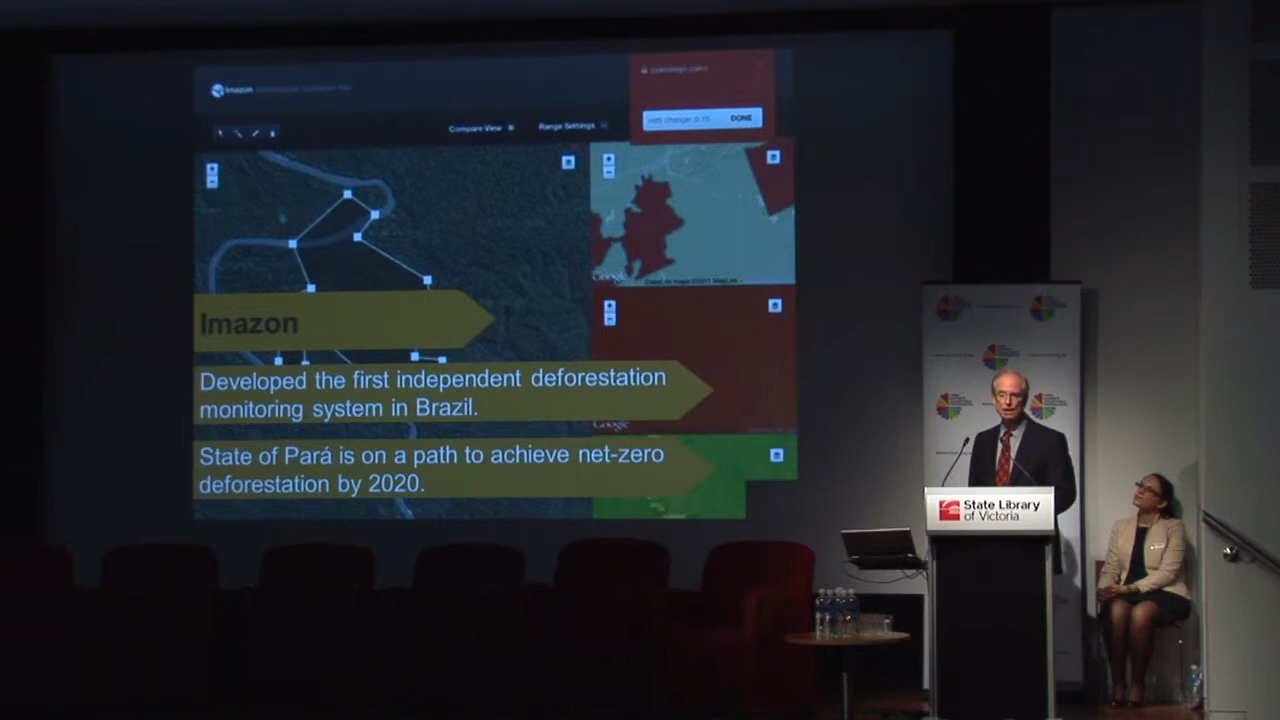 Imazon
Compare View
Range Settings
DONE
Google
Imazon
Developed the first independent deforestation
monitoring system in Brazil.
Google
State of Pará is on a path to achieve net-zero
deforestation by 2020.
State Library
of Victoria